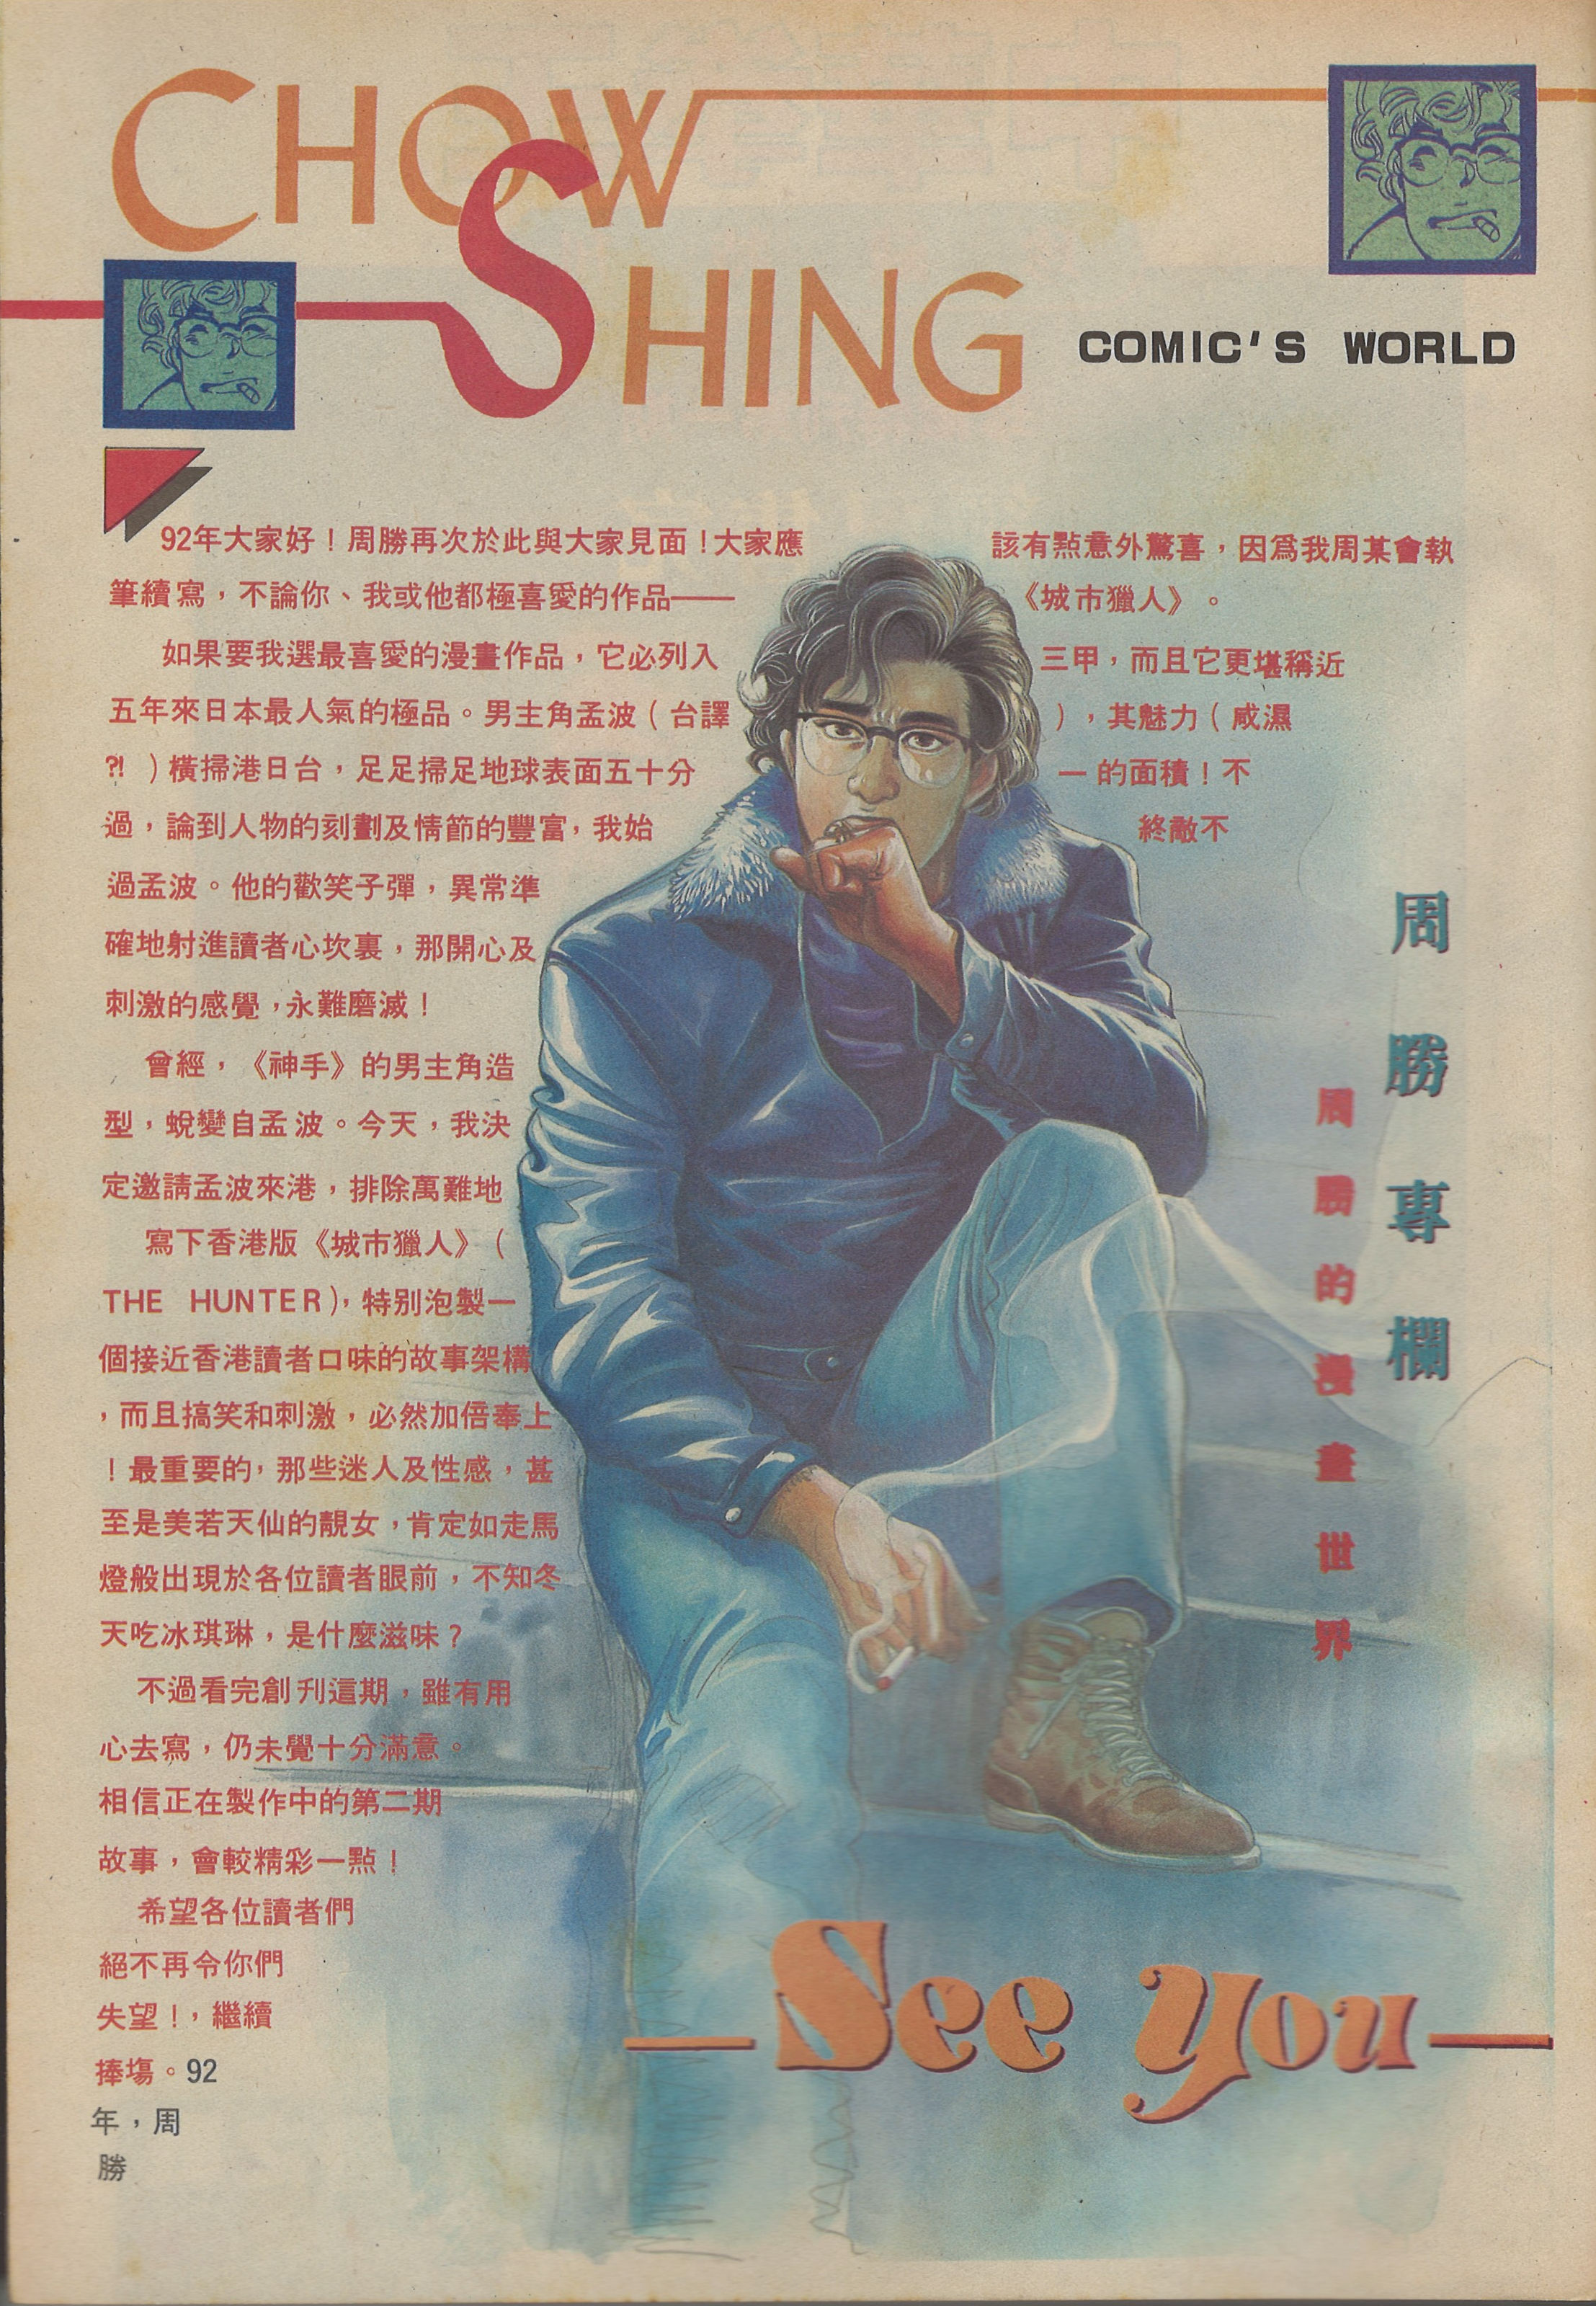 CHOW
SHING
COMIC'S WORLD
92年大家好！周勝再次於此與大家見面！大家應該有點意外驚喜，因爲我周某會執
筆續寫，不論你、我或他都極喜愛的作品——《城市獵人》。
如果要我選最喜愛的漫畫作品，它必列入三甲，而且它更堪稱近
五年來日本最人氣的極品。男主角孟波（台譯），其魅力（咸濕
?! ）橫掃港日台，足足掃足地球表面五十分一的面積！不
過，論到人物的刻劃及情節的豐富，我始終敵不
過孟波。他的歡笑子彈，異常準
確地射進讀者心坎裏，那開心及
刺激的感覺，永難磨滅！
曾經，《神手》的男主角造
型，蛻變自孟波。今天，我決
定邀請孟波來港，排除萬難地
寫下香港版《城市獵人》（
THE HUNTER），特別泡製一
個接近香港讀者口味的故事架構
，而且搞笑和刺激，必然加倍奉上
！最重要的，那些迷人及性感，甚
至是美若天仙的靚女，肯定如走馬
燈般出現於各位讀者眼前，不知冬
天吃冰琪琳，是什麼滋味？
不過看完創刋這期，雖有用
心去寫，仍未覺十分滿意。
相信正在製作中的第二期
故事，會較精彩一點！
希望各位讀者們
絕不再令你們
失望！，繼續
捧塲。92
年，周
勝
周勝專欄
周勝的漫畫世界
See You